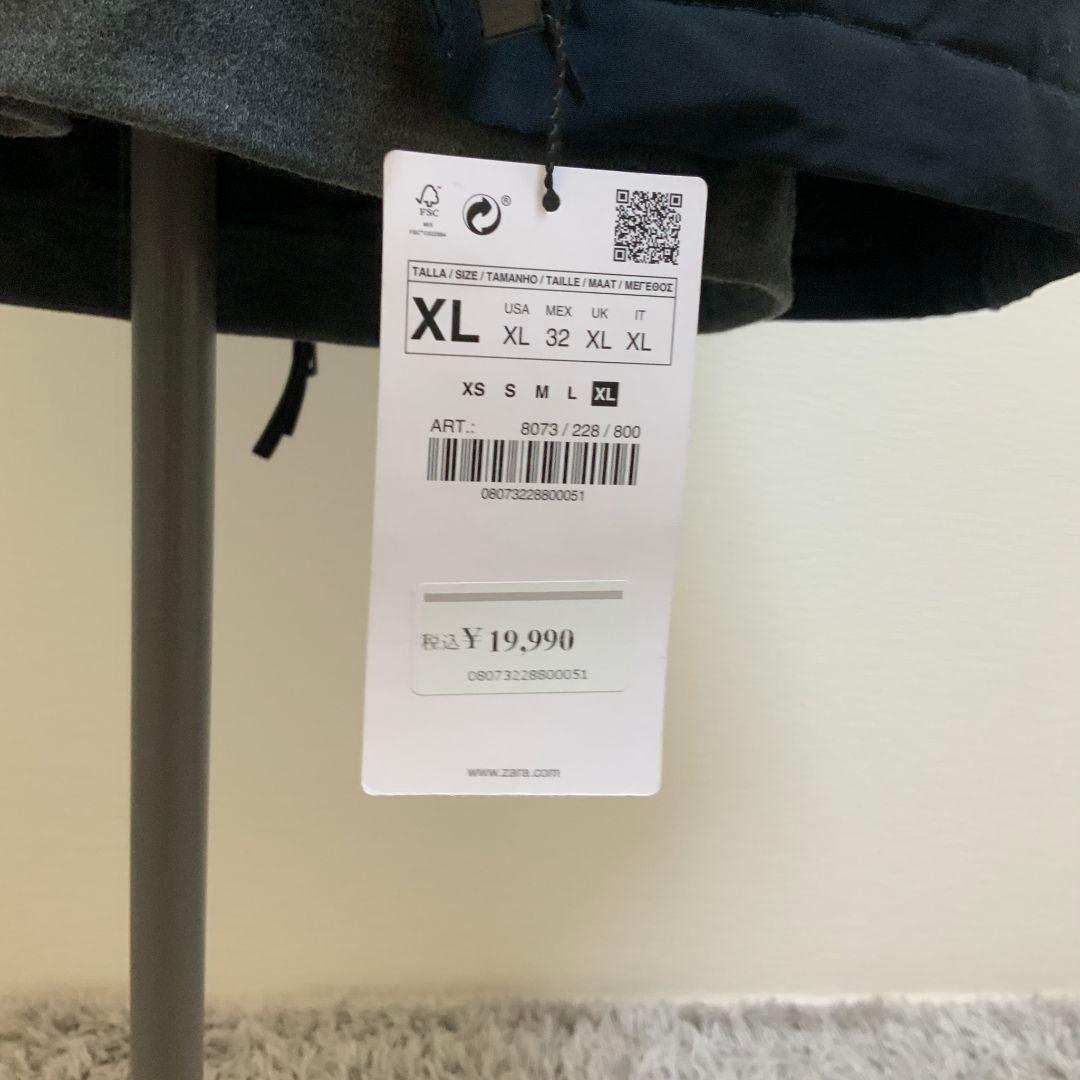 FSC
MIX
®
TALLA / SIZE / TAMANHO / TAILLE / MAAT / ΜΕΓΕΘΟΣ
XL
USA MEX UK IT
XL 32 XL XL
XS S M L XL
ART.: 8073 / 228 / 800
08073228800051
税込¥19,990
08073228800051
www.zara.com